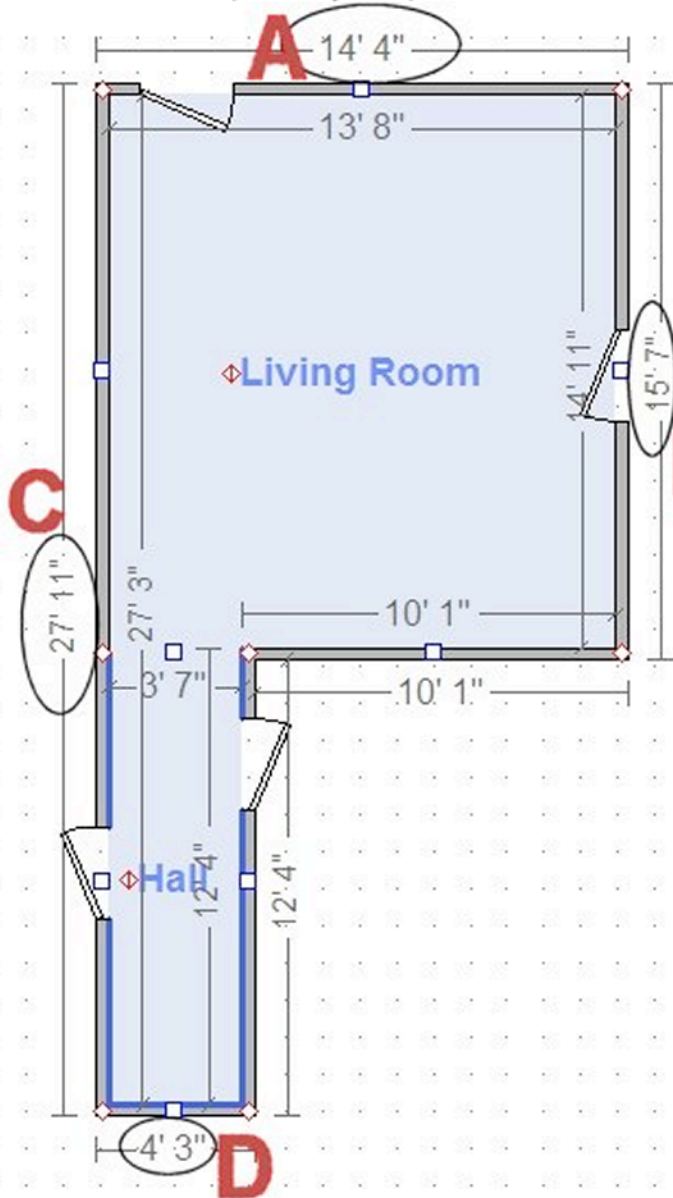 A
14' 4"
13' 8"
Living Room
14' 11"
15' 7"
C
27' 11"
27' 3"
10' 1"
3' 7"
10' 1"
Hall
12' 4"
12' 4"
4' 3"
D